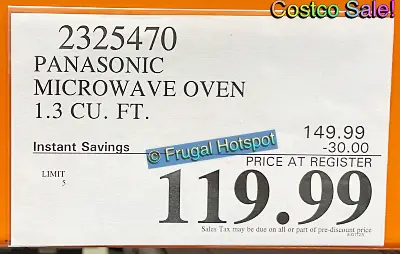 Costco Sale!
2325470
PANASONIC
MICROWAVE OVEN
1.3 CU. FT.
149.99
Instant Savings -30.00
© Frugal Hotspot
PRICE AT REGISTER
LIMIT
5
119.99
Sales Tax may be due on all or part of pre-discount price